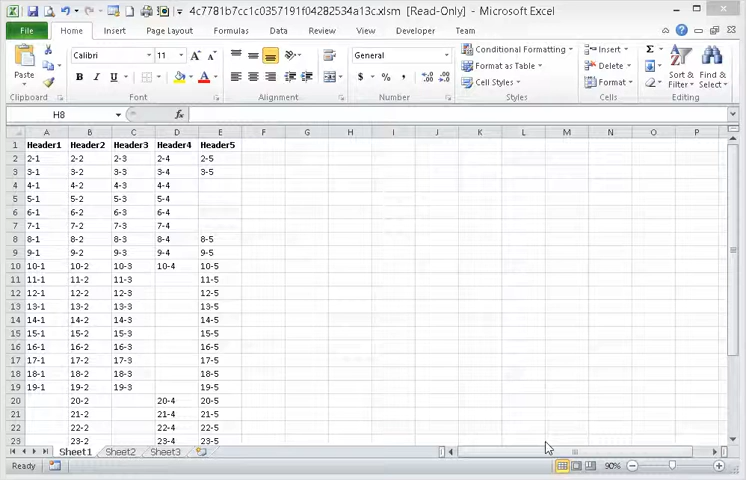 4c7781b7cc1c0357191f04282534a13c.xlsm [Read-Only] - Microsoft Excel
File Home Insert Page Layout Formulas Data Review View Developer Team
Paste Calibri 11 General Conditional Formatting Format as Table Cell Styles Insert Delete Format Sort & Filter Find & Select
Clipboard Font Alignment Number Styles Cells Editing
H8 fx
A B C D E F G H I J K L M N O P
1 Header1 Header2 Header3 Header4 Header5
2 2-1 2-2 2-3 2-4 2-5
3 3-1 3-2 3-3 3-4 3-5
4 4-1 4-2 4-3 4-4
5 5-1 5-2 5-3 5-4
6 6-1 6-2 6-3 6-4
7 7-1 7-2 7-3 7-4
8 8-1 8-2 8-3 8-4 8-5
9 9-1 9-2 9-3 9-4 9-5
10 10-1 10-2 10-3 10-4 10-5
11 11-1 11-2 11-3 11-5
12 12-1 12-2 12-3 12-5
13 13-1 13-2 13-3 13-5
14 14-1 14-2 14-3 14-5
15 15-1 15-2 15-3 15-5
16 16-1 16-2 16-3 16-5
17 17-1 17-2 17-3 17-5
18 18-1 18-2 18-3 18-5
19 19-1 19-2 19-3 19-5
20 20-2 20-4 20-5
21 21-2 21-4 21-5
22 22-2 22-4 22-5
23 23-2 23-4 23-5
Sheet1 Sheet2 Sheet3
Ready 90%